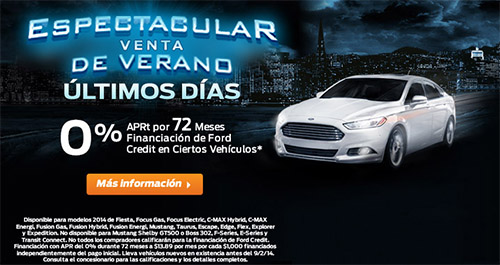 ESPECTACULAR
VENTA
DE VERANO
ÚLTIMOS DÍAS
0% APR† por 72 Meses
Financiación de Ford
Credit en Ciertos Vehículos*
Más información
Disponible para modelos 2014 de Fiesta, Focus Gas, Focus Electric, C-MAX Hybrid, C-MAX
Energi, Fusion Gas, Fusion Hybrid, Fusion Energi, Mustang, Taurus, Escape, Edge, Flex, Explorer
y Expedition. No disponible para Mustang Shelby GT500 o Boss 302, F-Series, E-Series y
Transit Connect. No todos los compradores calificarán para la financiación de Ford Credit.
Financiación con APR del 0% durante 72 meses a $13.89 por mes por cada $1,000 financiados
independientemente del pago inicial. Lleva vehículos nuevos en existencia antes del 9/2/14.
Consulta el concesionario para las calificaciones y los detalles completos.